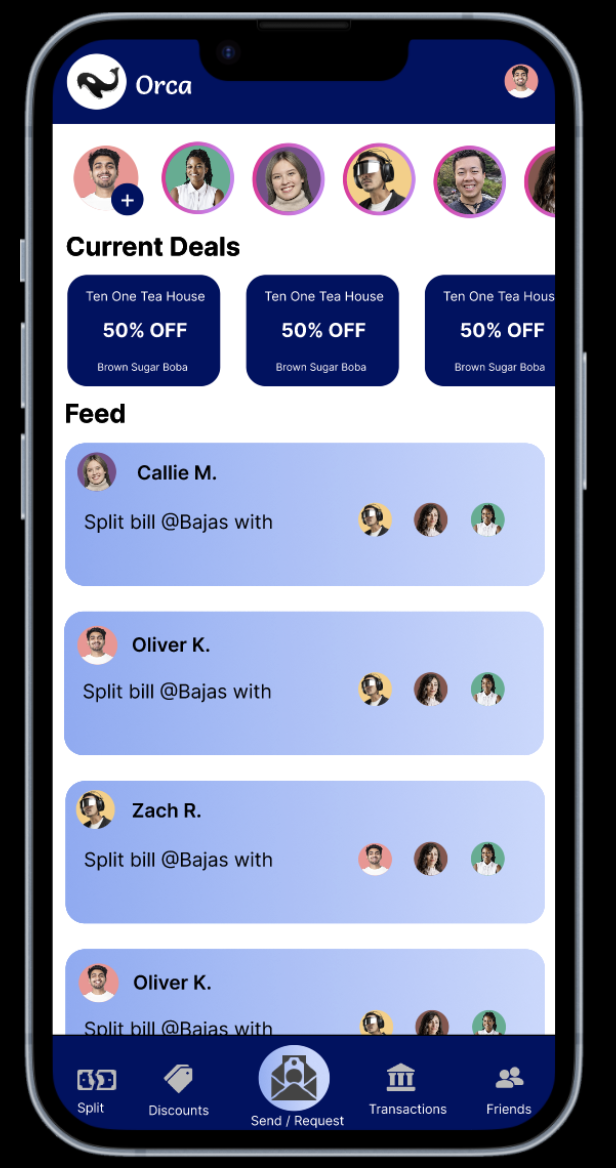 Orca
+
Current Deals
Ten One Tea House
50% OFF
Brown Sugar Boba
Ten One Tea House
50% OFF
Brown Sugar Boba
Ten One Tea Hous
50% OFF
Brown Sugar Boba
Feed
Callie M.
Split bill @Bajas with
Oliver K.
Split bill @Bajas with
Zach R.
Split bill @Bajas with
Oliver K.
Split bill @Bajas with
Split
Discounts
Send / Request
Transactions
Friends